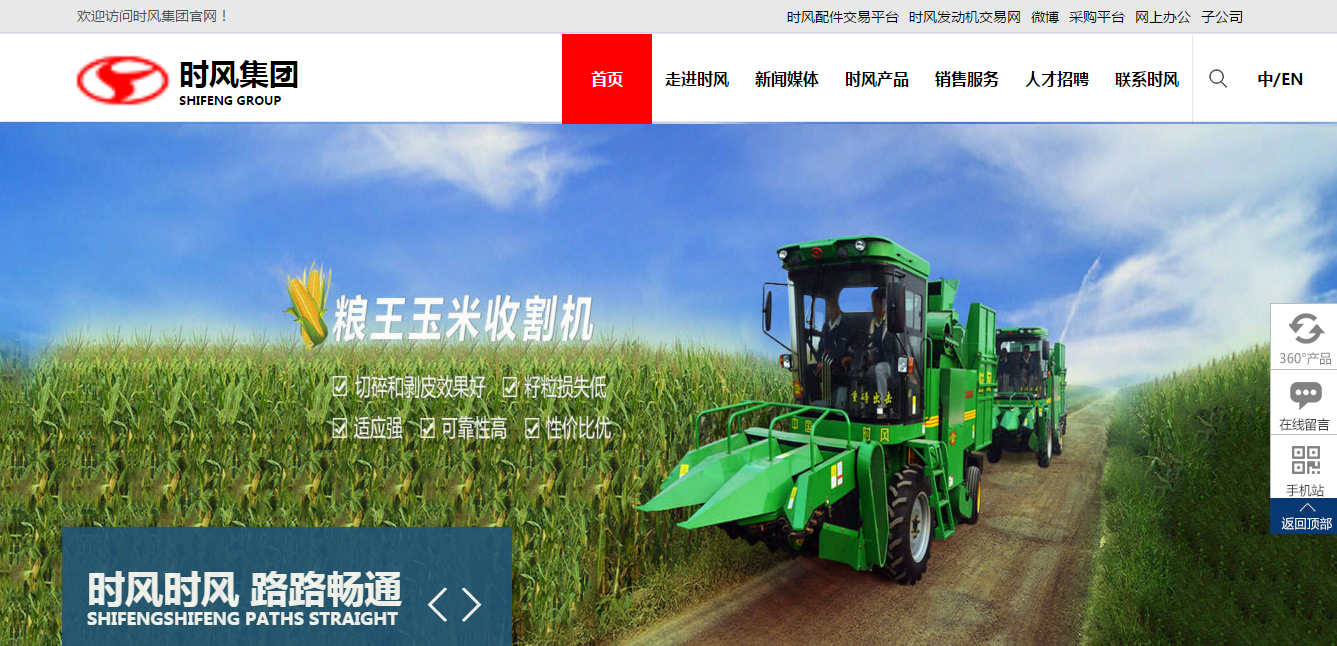 欢迎访问时风集团官网！
时风配件交易平台 时风发动机交易网 微博 采购平台 网上办公 子公司
时风集团
SHIFENG GROUP
首页 走进时风 新闻媒体 时风产品 销售服务 人才招聘 联系时风 中/EN
粮王玉米收割机
切碎和剥皮效果好 籽粒损失低
适应强 可靠性高 性价比优
重磅出击
中国时风
360°产品
在线留言
手机站
返回顶部
时风时风 路路畅通
SHIFENGSHIFENG PATHS STRAIGHT